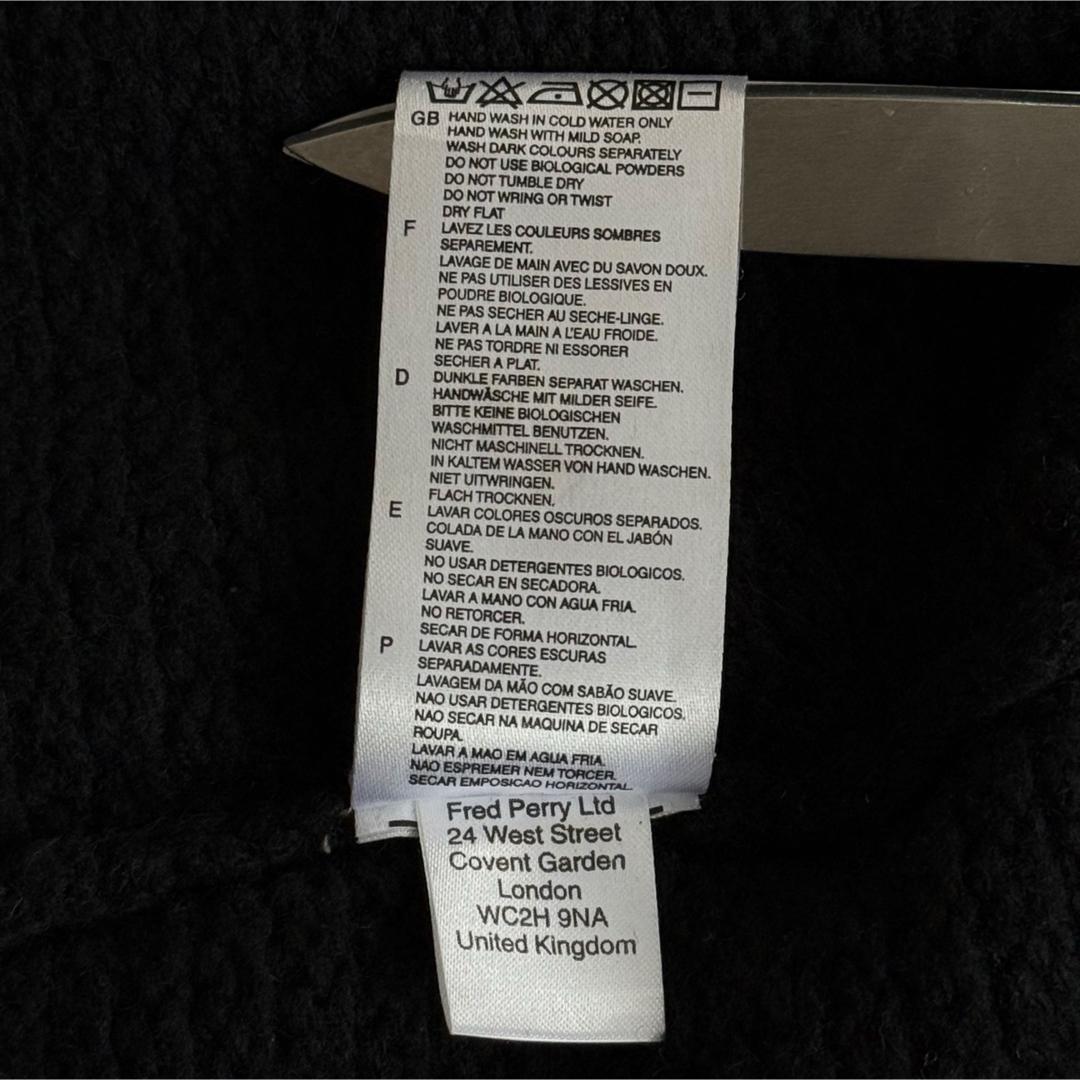 GB HAND WASH IN COLD WATER ONLY
HAND WASH WITH MILD SOAP.
WASH DARK COLOURS SEPARATELY
DO NOT USE BIOLOGICAL POWDERS
DO NOT TUMBLE DRY
DO NOT WRING OR TWIST
DRY FLAT
F LAVEZ LES COULEURS SOMBRES
SEPAREMENT.
LAVAGE DE MAIN AVEC DU SAVON DOUX.
NE PAS UTILISER DES LESSIVES EN
POUDRE BIOLOGIQUE.
NE PAS SECHER AU SECHE-LINGE.
LAVER A LA MAIN A L'EAU FROIDE.
NE PAS TORDRE NI ESSORER
SECHER A PLAT.
D DUNKLE FARBEN SEPARAT WASCHEN.
HANDWÄSCHE MIT MILDER SEIFE.
BITTE KEINE BIOLOGISCHEN
WASCHMITTEL BENUTZEN.
NICHT MASCHINELL TROCKNEN.
IN KALTEM WASSER VON HAND WASCHEN.
NIET UITWRINGEN.
FLACH TROCKNEN.
E LAVAR COLORES OSCUROS SEPARADOS.
COLADA DE LA MANO CON EL JABÓN
SUAVE.
NO USAR DETERGENTES BIOLOGICOS.
NO SECAR EN SECADORA.
LAVAR A MANO CON AGUA FRIA.
NO RETORCER.
SECAR DE FORMA HORIZONTAL.
P LAVAR AS CORES ESCURAS
SEPARADAMENTE.
LAVAGEM DA MÃO COM SABÃO SUAVE.
NAO USAR DETERGENTES BIOLOGICOS.
NAO SECAR NA MAQUINA DE SECAR
ROUPA.
LAVAR A MAO EM AGUA FRIA.
NAO ESPREMER NEM TORCER.
SECAR EMPOSICAO HORIZONTAL.
Fred Perry Ltd
24 West Street
Covent Garden
London
WC2H 9NA
United Kingdom